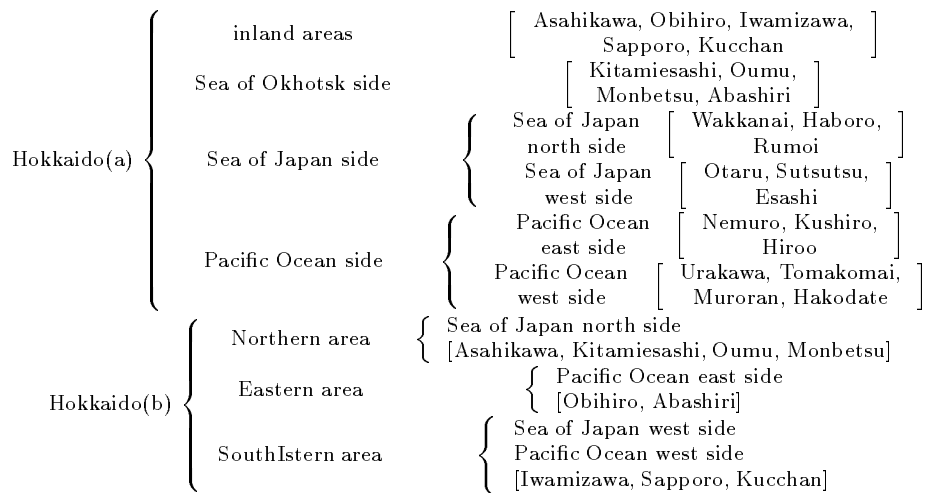 inland areas [ Asahikawa, Obihiro, Iwamizawa,
Sapporo, Kucchan ]
Sea of Okhotsk side [ Kitamiesashi, Oumu,
Monbetsu, Abashiri ]
Hokkaido(a) { Sea of Japan side { Sea of Japan
north side [ Wakkanai, Haboro,
Rumoi ]
Sea of Japan
west side [ Otaru, Sutsutsu,
Esashi ]
Pacific Ocean side { Pacific Ocean
east side [ Nemuro, Kushiro,
Hiroo ]
Pacific Ocean
west side [ Urakawa, Tomakomai,
Muroran, Hakodate ]
Hokkaido(b) { Northern area { Sea of Japan north side
[Asahikawa, Kitamiesashi, Oumu, Monbetsu]
Eastern area { Pacific Ocean east side
[Obihiro, Abashiri]
SouthIstern area { Sea of Japan west side
Pacific Ocean west side
[Iwamizawa, Sapporo, Kucchan]